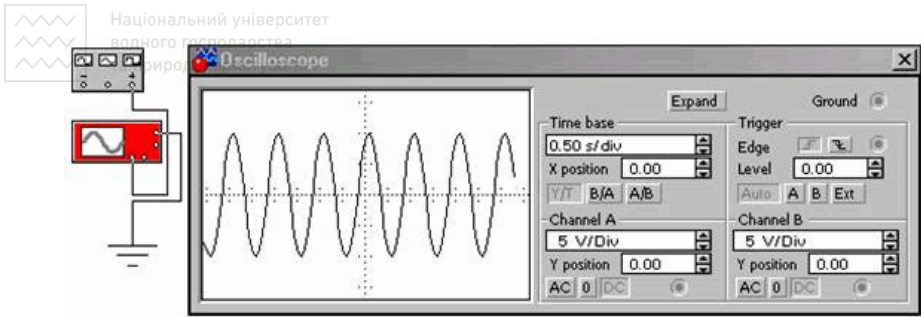 Національний університет
водного господарства
Oscilloscope
Expand
Ground
Time base
0.50 s/div
X position 0.00
Y/T B/A A/B
Trigger
Edge
Level 0.00
Auto A B Ext
Channel A
5 V/Div
Y position 0.00
AC 0 DC
Channel B
5 V/Div
Y position 0.00
AC 0 DC